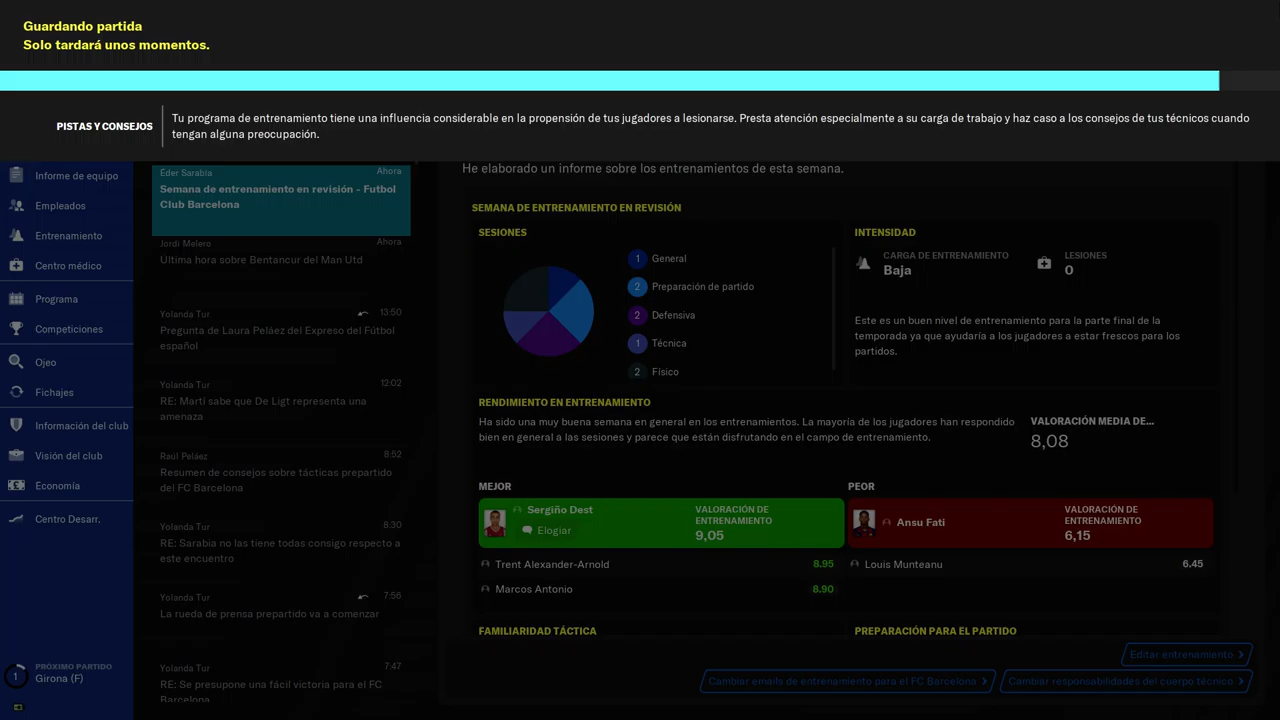 Guardando partida
Solo tardará unos momentos.
PISTAS Y CONSEJOS
Tu programa de entrenamiento tiene una influencia considerable en la propensión de tus jugadores a lesionarse. Presta atención especialmente a su carga de trabajo y haz caso a los consejos de tus técnicos cuando
tengan alguna preocupación.
Informe de equipo
Empleados
Entrenamiento
Centro médico
Programa
Competiciones
Ojeo
Fichajes
Información del club
Visión del club
Economía
Centro Desarr.
1
PRÓXIMO PARTIDO
Girona (F)
Eder Sarabia
Ahora
Semana de entrenamiento en revisión - Futbol
Club Barcelona
Jordi Melero
Ahora
Última hora sobre Bentancur del Man Utd
Yolanda Tur
13:50
Pregunta de Laura Peláez del Expreso del Fútbol
español
Yolanda Tur
12:02
RE: Martí sabe que De Ligt representa una
amenaza
Raúl Peláez
8:52
Resumen de consejos sobre tácticas prepartido
del FC Barcelona
Yolanda Tur
8:30
RE: Sarabia no las tiene todas consigo respecto a
este encuentro
Yolanda Tur
7:56
La rueda de prensa prepartido va a comenzar
Yolanda Tur
7:47
RE: Se presupone una fácil victoria para el FC
Barcelona
He elaborado un informe sobre los entrenamientos de esta semana.
SEMANA DE ENTRENAMIENTO EN REVISIÓN
SESIONES
1 General
2 Preparación de partido
2 Defensiva
1 Técnica
2 Físico
INTENSIDAD
CARGA DE ENTRENAMIENTO
Baja
LESIONES
0
Este es un buen nivel de entrenamiento para la parte final de la
temporada ya que ayudaría a los jugadores a estar frescos para los
partidos.
RENDIMIENTO EN ENTRENAMIENTO
Ha sido una muy buena semana en general en los entrenamientos. La mayoría de los jugadores han respondido
bien en general a las sesiones y parece que están disfrutando en el campo de entrenamiento.
VALORACIÓN MEDIA DE...
8,08
MEJOR
Sergiño Dest
Elogiar
VALORACIÓN DE
ENTRENAMIENTO
9,05
Trent Alexander-Arnold 8.95
Marcos Antonio 8.90
PEOR
Ansu Fati
VALORACIÓN DE
ENTRENAMIENTO
6,15
Louis Munteanu 6.45
FAMILIARIDAD TÁCTICA
PREPARACIÓN PARA EL PARTIDO
Editar entrenamiento
Cambiar emails de entrenamiento para el FC Barcelona
Cambiar responsabilidades del cuerpo técnico